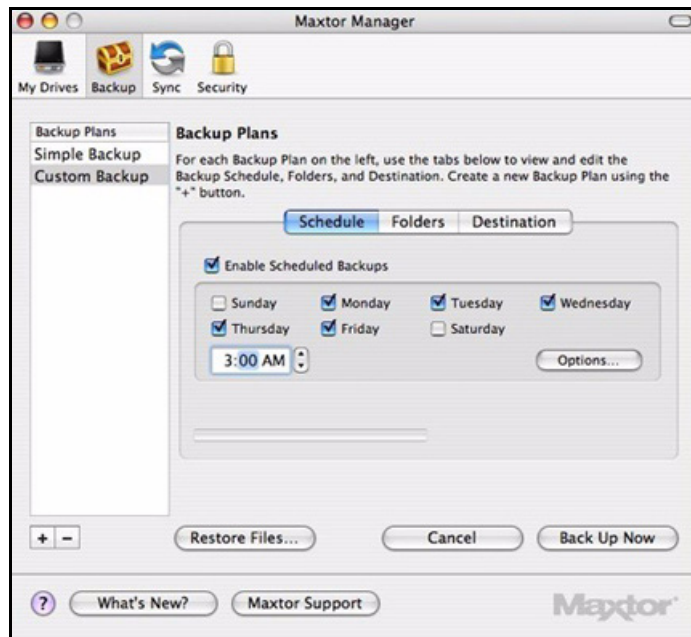 Maxtor Manager
My Drives Backup Sync Security
Backup Plans
Simple Backup
Custom Backup
Backup Plans
For each Backup Plan on the left, use the tabs below to view and edit the
Backup Schedule, Folders, and Destination. Create a new Backup Plan using the
"+" button.
Schedule Folders Destination
Enable Scheduled Backups
Sunday Monday Tuesday Wednesday
Thursday Friday Saturday
3:00 AM
Options...
+ −
Restore Files... Cancel Back Up Now
? What's New? Maxtor Support
Maxtor